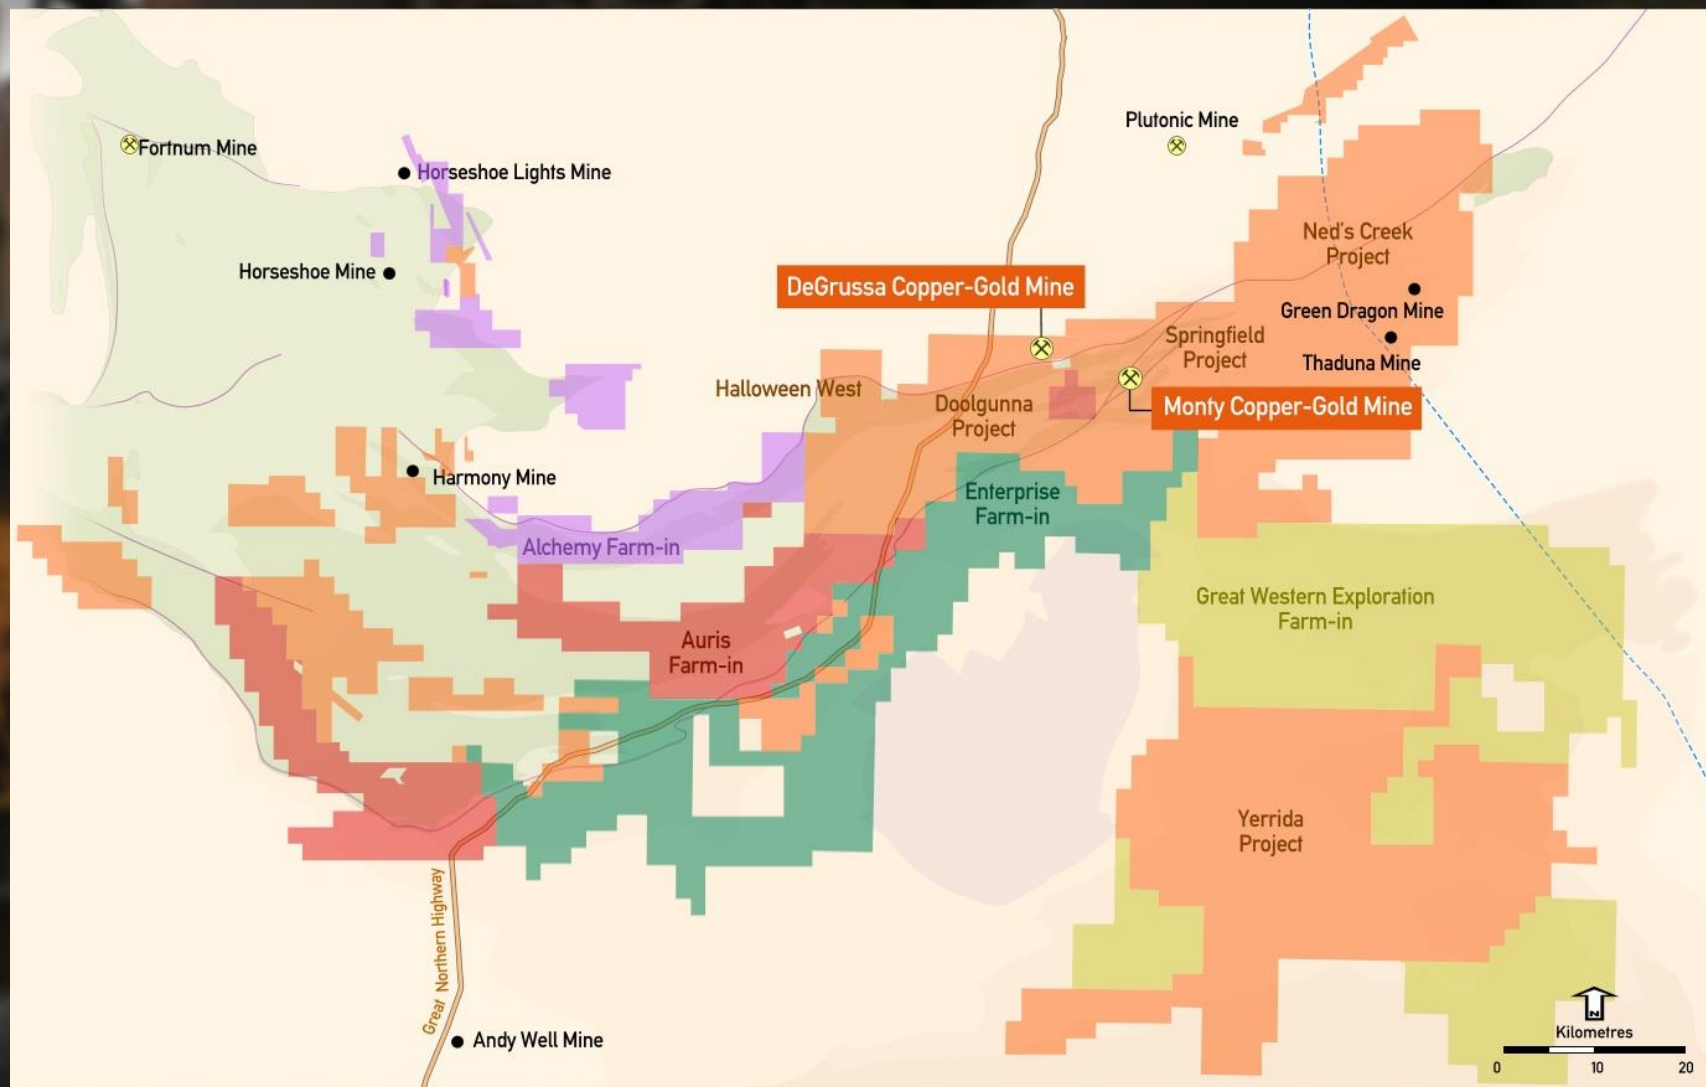 Plutonic Mine
Fortnum Mine
Horseshoe Lights Mine
Ned's Creek
Project
Horseshoe Mine
DeGrussa Copper-Gold Mine
Green Dragon Mine
Springfield
Project
Thaduna Mine
Halloween West
Doolgunna
Project
Monty Copper-Gold Mine
Harmony Mine
Enterprise
Farm-in
Alchemy Farm-in
Great Western Exploration
Farm-in
Auris
Farm-in
Yerrida
Project
Great Northern Highway
N
Kilometres
0 10 20
Andy Well Mine